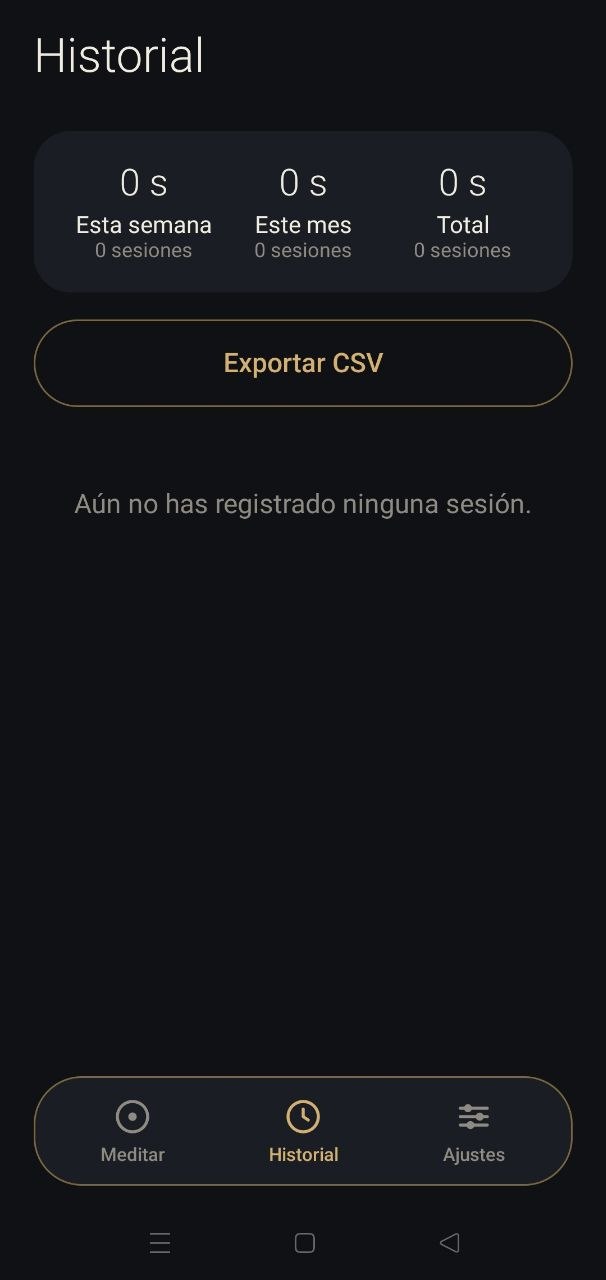 Historial
0 s 0 s 0 s
Esta semana Este mes Total
0 sesiones 0 sesiones 0 sesiones
Exportar CSV
Aún no has registrado ninguna sesión.
Meditar Historial Ajustes